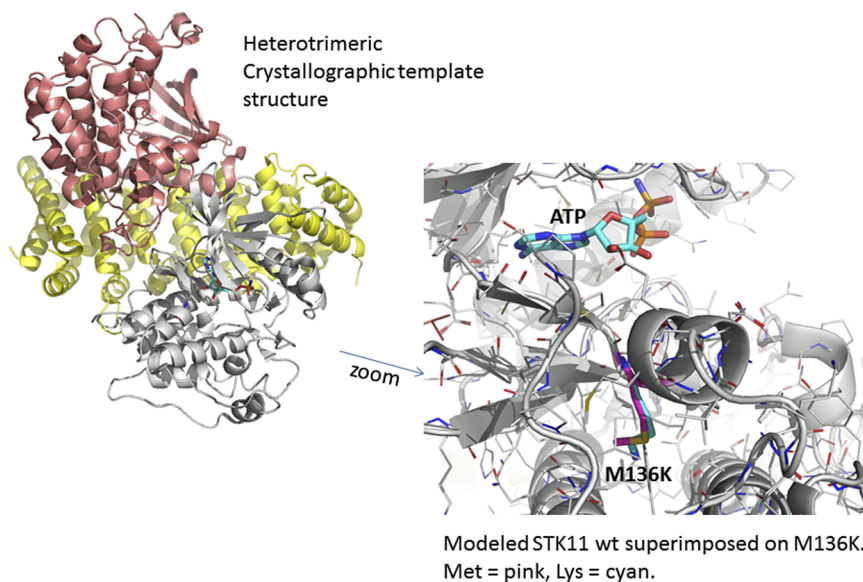 Heterotrimeric
Crystallographic template
structure
ATP
zoom
M136K
Modeled STK11 wt superimposed on M136K.
Met = pink, Lys = cyan.